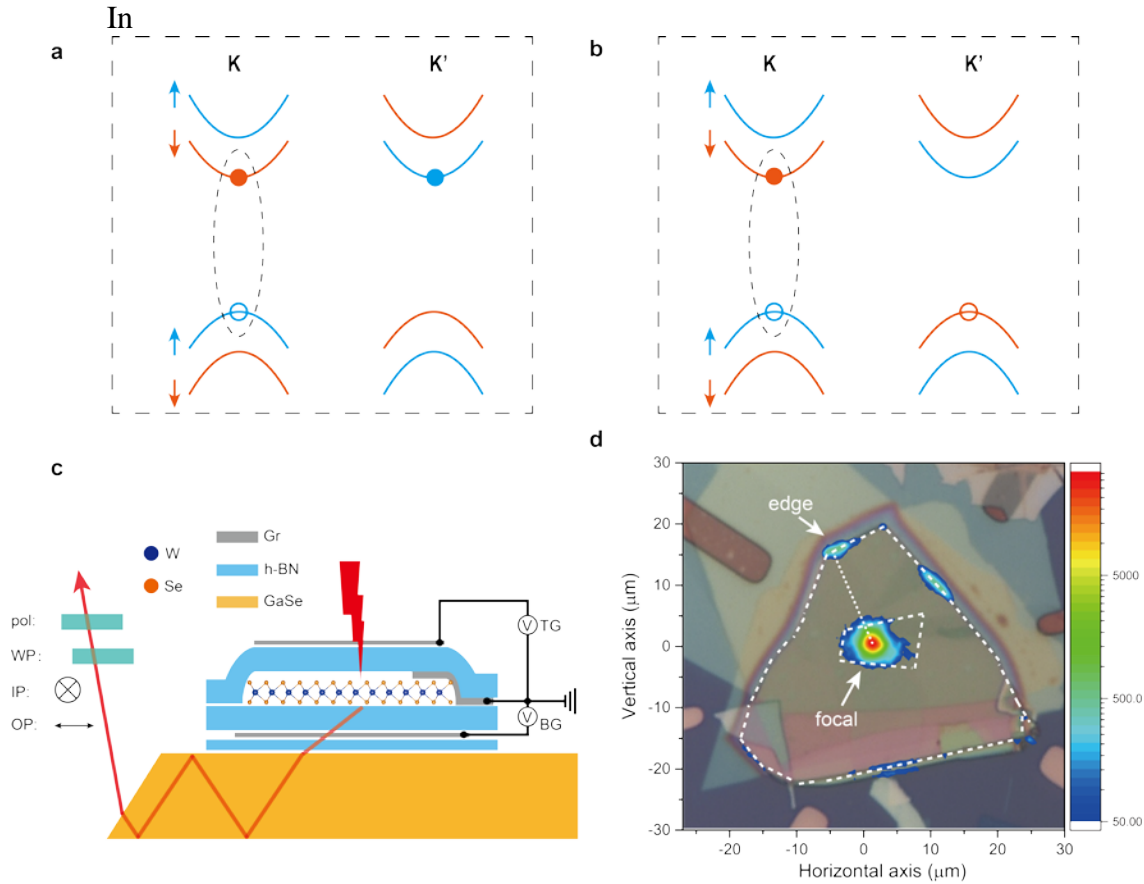 In
a
K
K'
b
K
K'
c
W
Se
Gr
h-BN
GaSe
pol:
WP:
IP:
OP:
V
TG
V
BG
d
30
20
10
0
-10
-20
-30
Vertical axis (μm)
edge
focal
-20
-10
0
10
20
30
Horizontal axis (μm)
5000
500.0
50.00